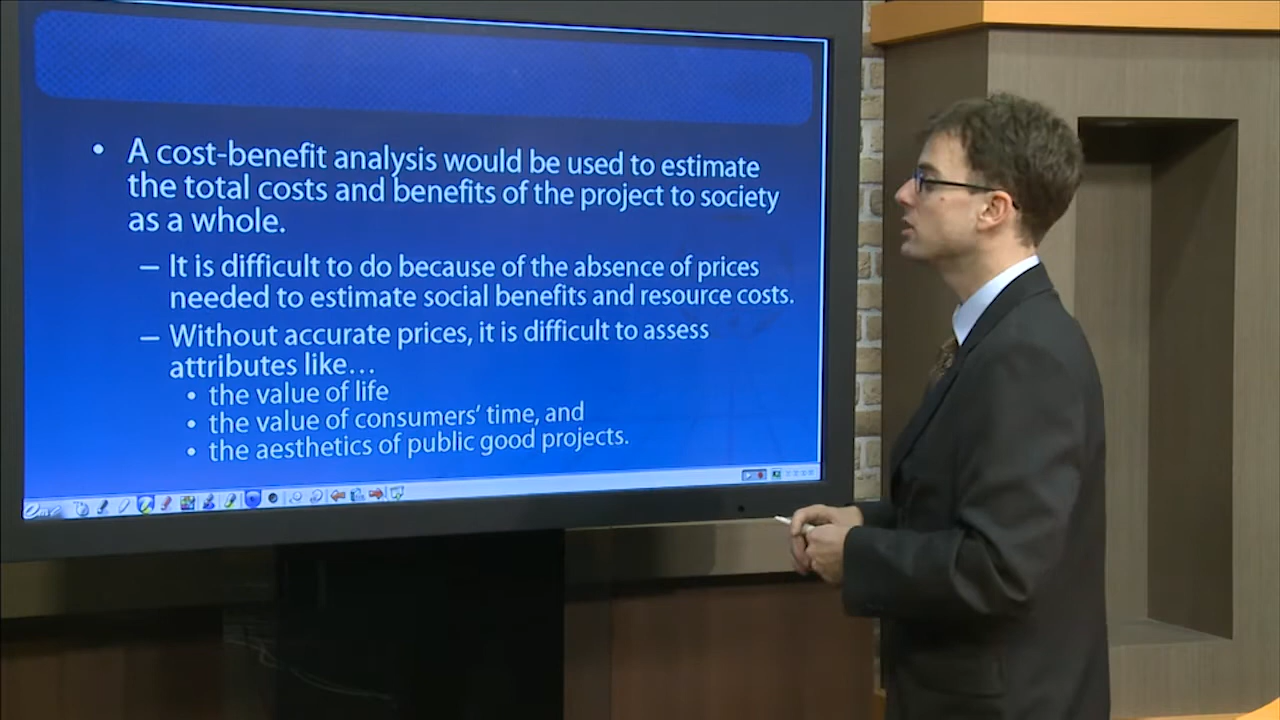 • A cost-benefit analysis would be used to estimate
the total costs and benefits of the project to society
as a whole.
– It is difficult to do because of the absence of prices
needed to estimate social benefits and resource costs.
– Without accurate prices, it is difficult to assess
attributes like…
• the value of life
• the value of consumers' time, and
• the aesthetics of public good projects.